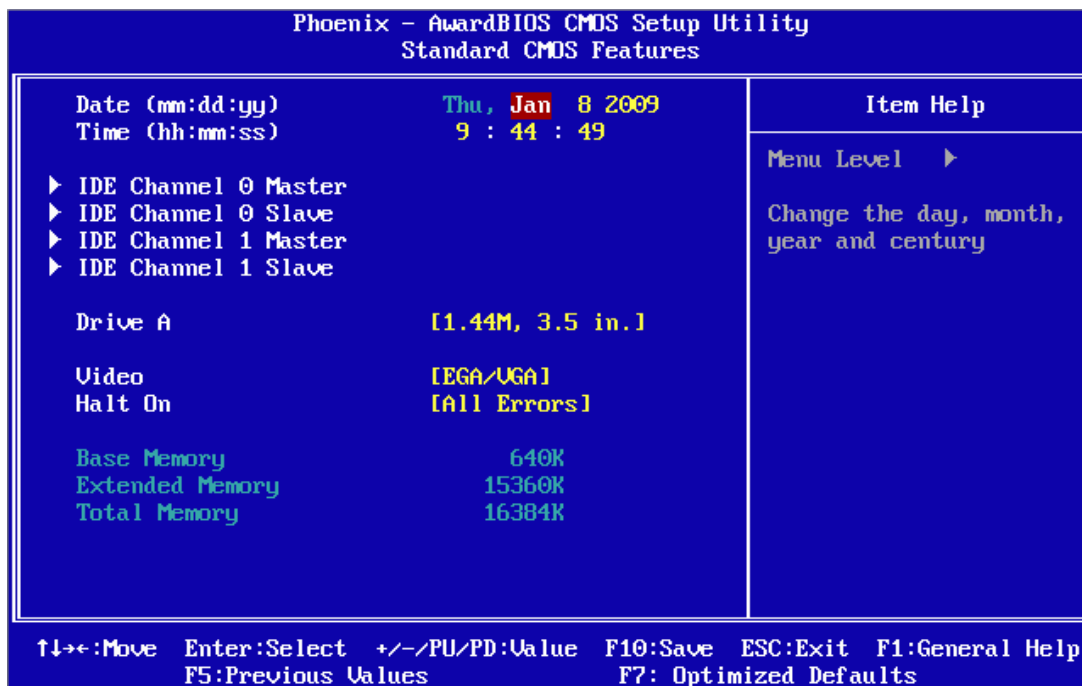 Phoenix - AwardBIOS CMOS Setup Utility
Standard CMOS Features
Date (mm:dd:yy) Thu, Jan 8 2009
Time (hh:mm:ss) 9 : 44 : 49
IDE Channel 0 Master
IDE Channel 0 Slave
IDE Channel 1 Master
IDE Channel 1 Slave
Drive A [1.44M, 3.5 in.]
Video [EGA/VGA]
Halt On [All Errors]
Base Memory 640K
Extended Memory 15360K
Total Memory 16384K
Item Help
Menu Level
Change the day, month,
year and century
↑↓→←:Move Enter:Select +/-/PU/PD:Value F10:Save ESC:Exit F1:General Help
F5:Previous Values F7: Optimized Defaults